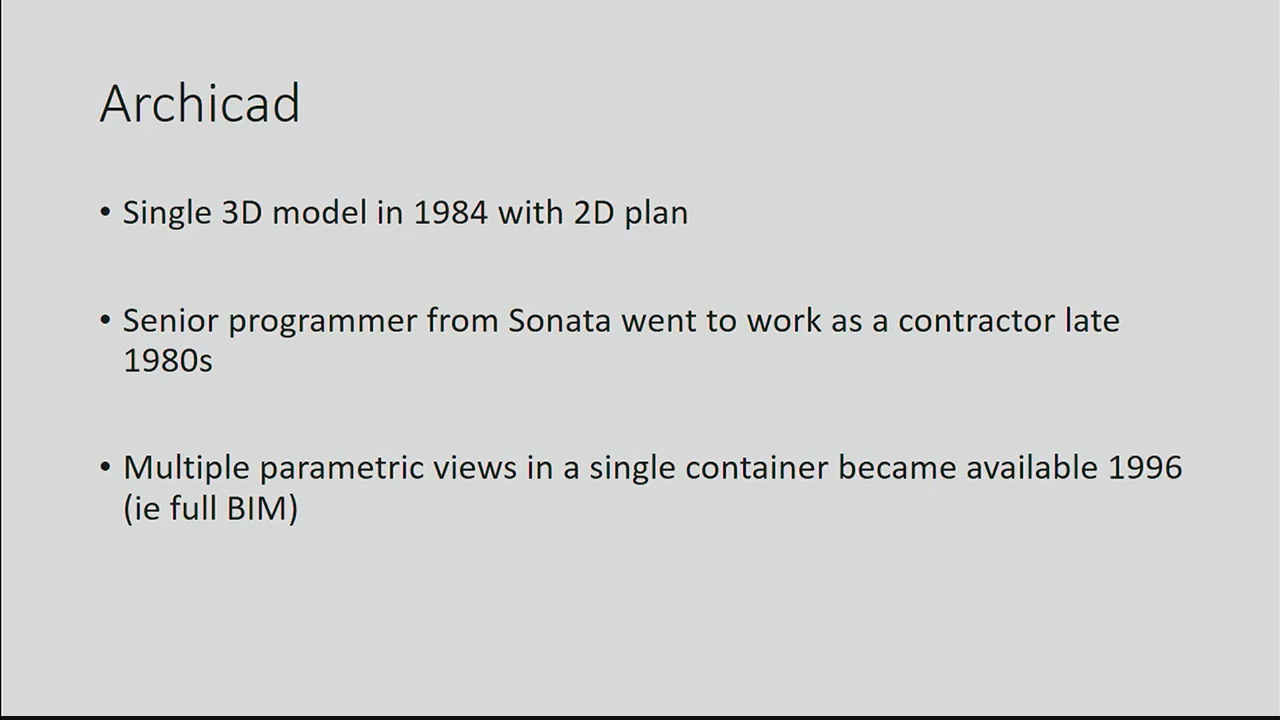 Archicad
• Single 3D model in 1984 with 2D plan
• Senior programmer from Sonata went to work as a contractor late
1980s
• Multiple parametric views in a single container became available 1996
(ie full BIM)